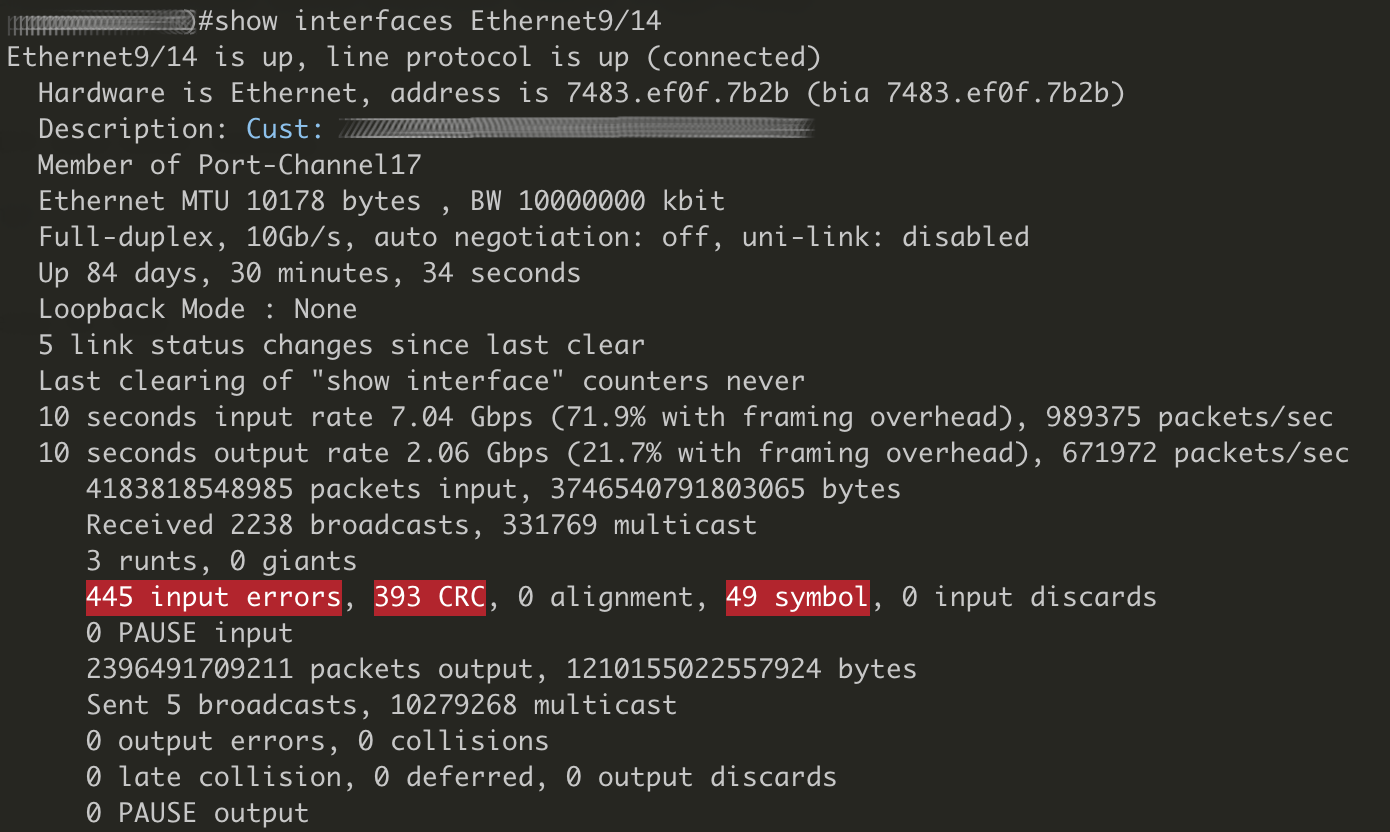 #show interfaces Ethernet9/14
Ethernet9/14 is up, line protocol is up (connected)
Hardware is Ethernet, address is 7483.ef0f.7b2b (bia 7483.ef0f.7b2b)
Description: Cust:
Member of Port-Channel17
Ethernet MTU 10178 bytes , BW 10000000 kbit
Full-duplex, 10Gb/s, auto negotiation: off, uni-link: disabled
Up 84 days, 30 minutes, 34 seconds
Loopback Mode : None
5 link status changes since last clear
Last clearing of "show interface" counters never
10 seconds input rate 7.04 Gbps (71.9% with framing overhead), 989375 packets/sec
10 seconds output rate 2.06 Gbps (21.7% with framing overhead), 671972 packets/sec
4183818548985 packets input, 3746540791803065 bytes
Received 2238 broadcasts, 331769 multicast
3 runts, 0 giants
445 input errors, 393 CRC, 0 alignment, 49 symbol, 0 input discards
0 PAUSE input
2396491709211 packets output, 1210155022557924 bytes
Sent 5 broadcasts, 10279268 multicast
0 output errors, 0 collisions
0 late collision, 0 deferred, 0 output discards
0 PAUSE output